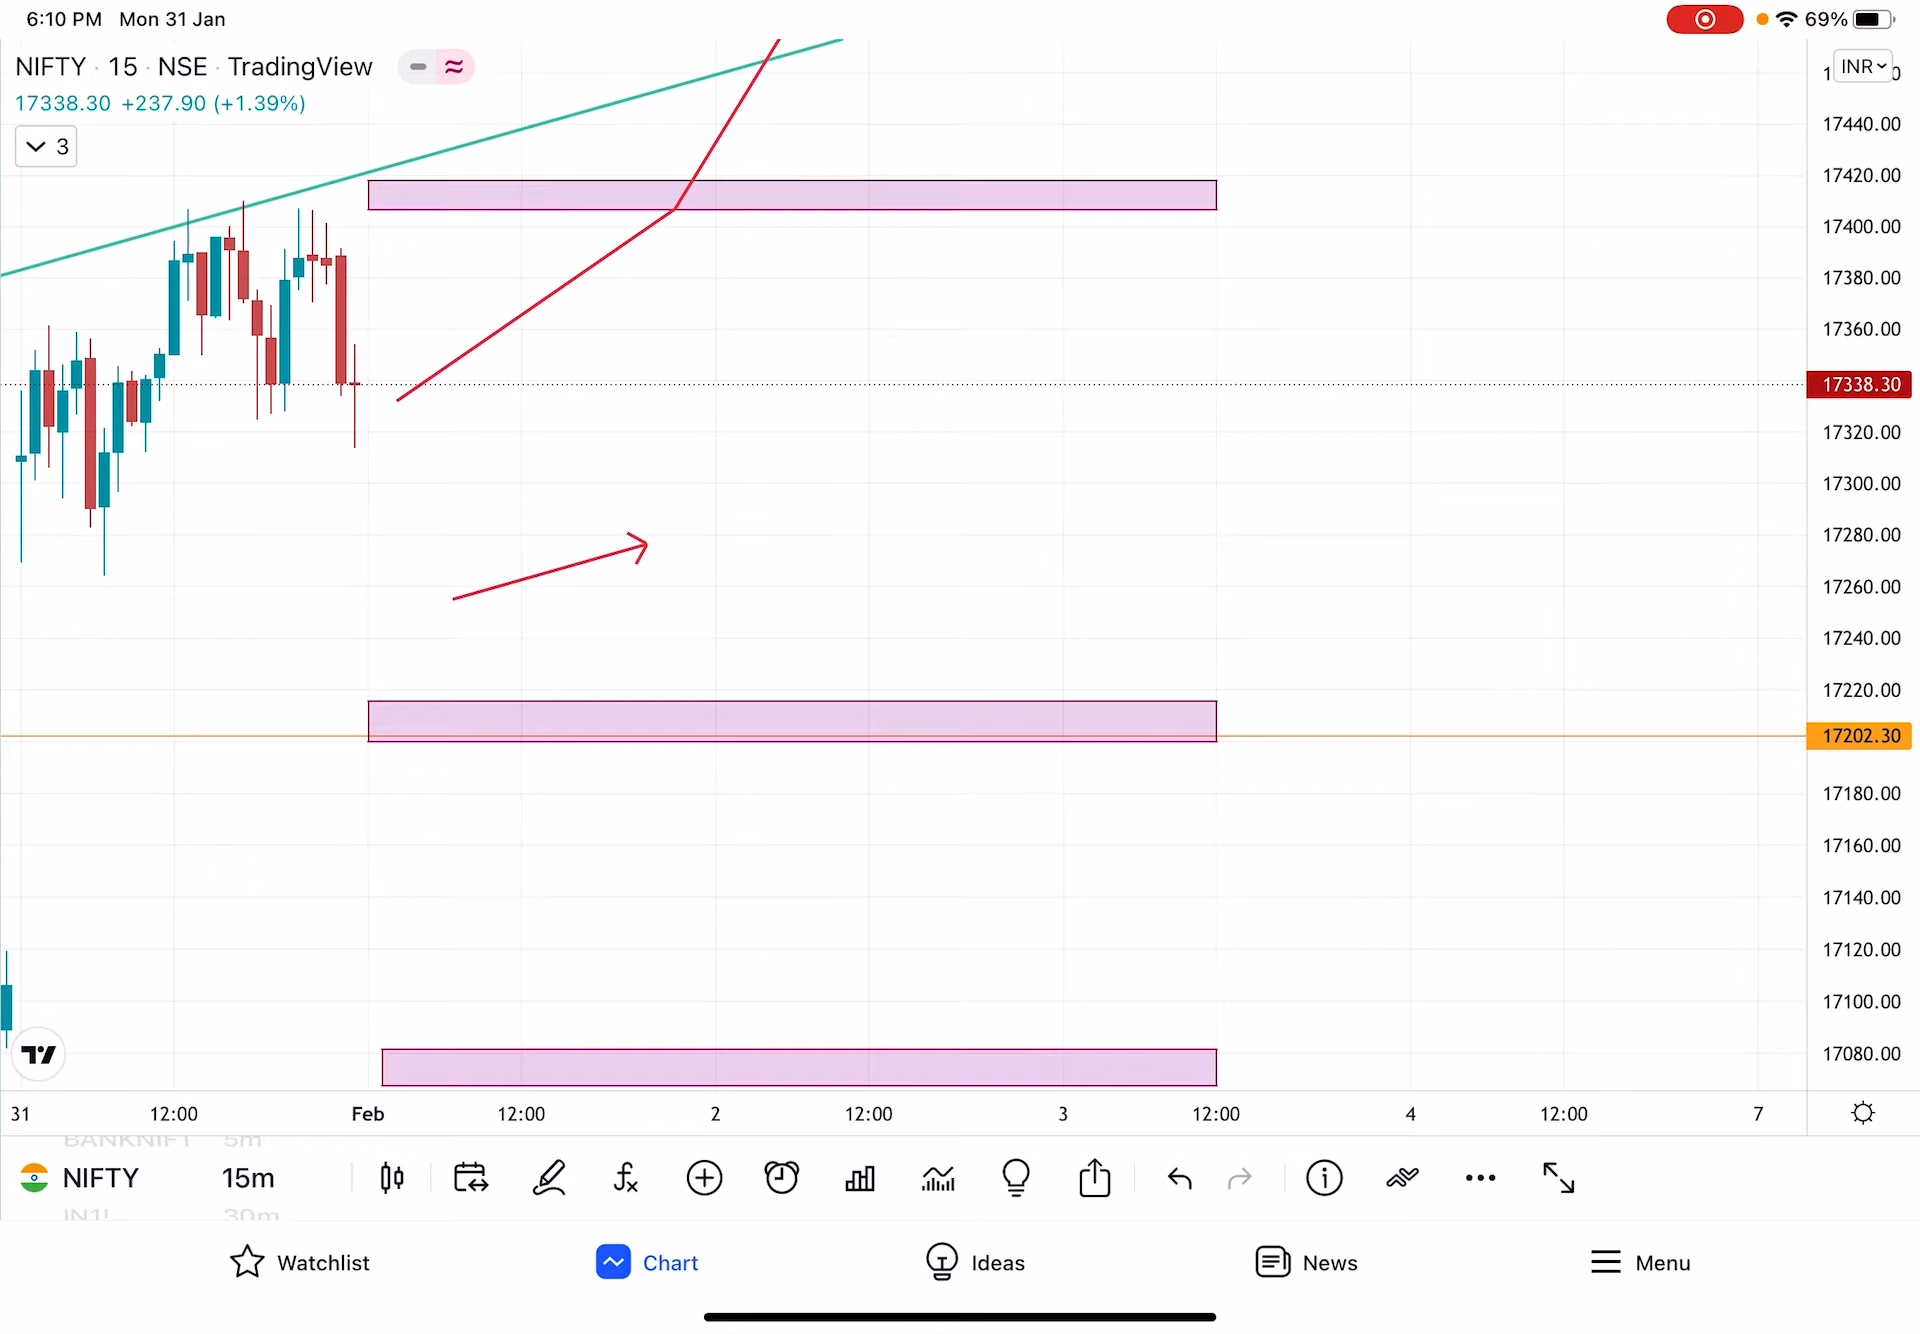 6:10 PM Mon 31 Jan
69%
NIFTY · 15 · NSE · TradingView
INR
17338.30 +237.90 (+1.39%)
3
17440.00
17420.00
17400.00
17380.00
17360.00
17338.30
17320.00
17300.00
17280.00
17260.00
17240.00
17220.00
17202.30
17180.00
17160.00
17140.00
17120.00
17100.00
17080.00
31 12:00 Feb 12:00 2 12:00 3 12:00 4 12:00 7
BANKNIFT 5m
NIFTY 15m
IN1! 30m
Watchlist Chart Ideas News Menu